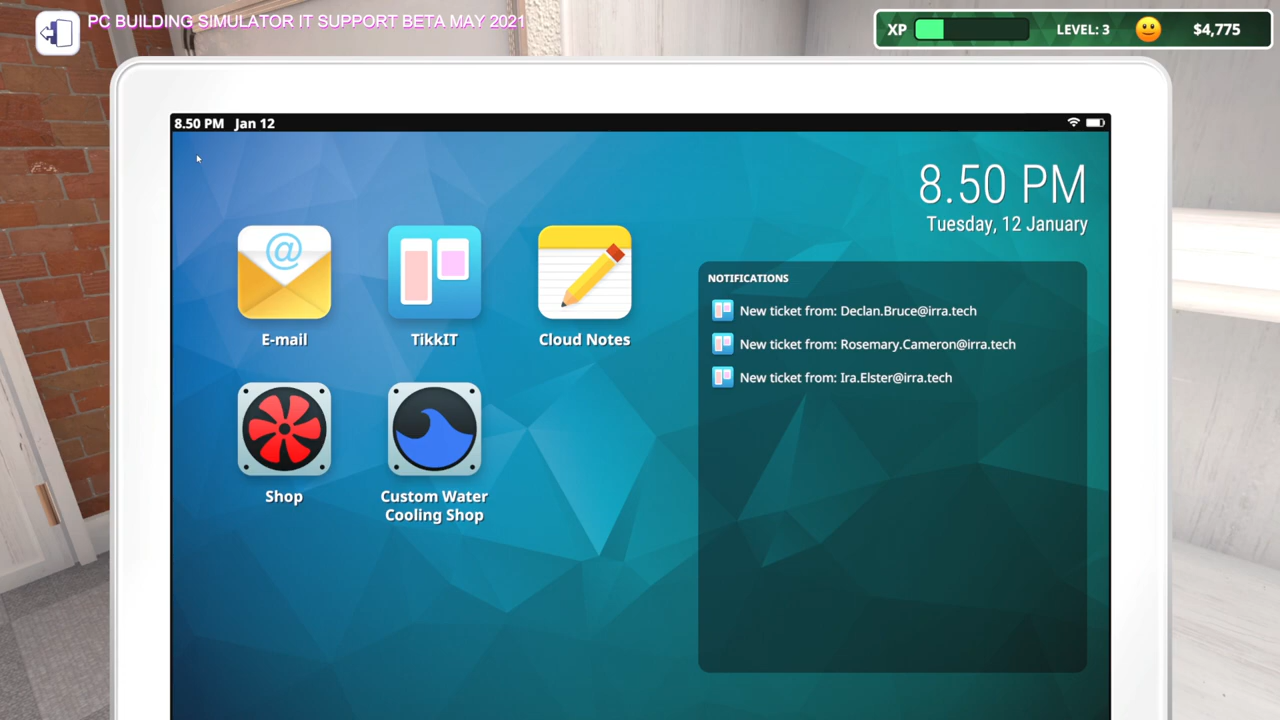 PC BUILDING SIMULATOR IT SUPPORT BETA MAY 2021
XP
LEVEL: 3
$4,775
8.50 PM Jan 12
8.50 PM
Tuesday, 12 January
@
E-mail
TikkIT
Cloud Notes
Shop
Custom Water
Cooling Shop
NOTIFICATIONS
New ticket from: Declan.Bruce@irra.tech
New ticket from: Rosemary.Cameron@irra.tech
New ticket from: Ira.Elster@irra.tech